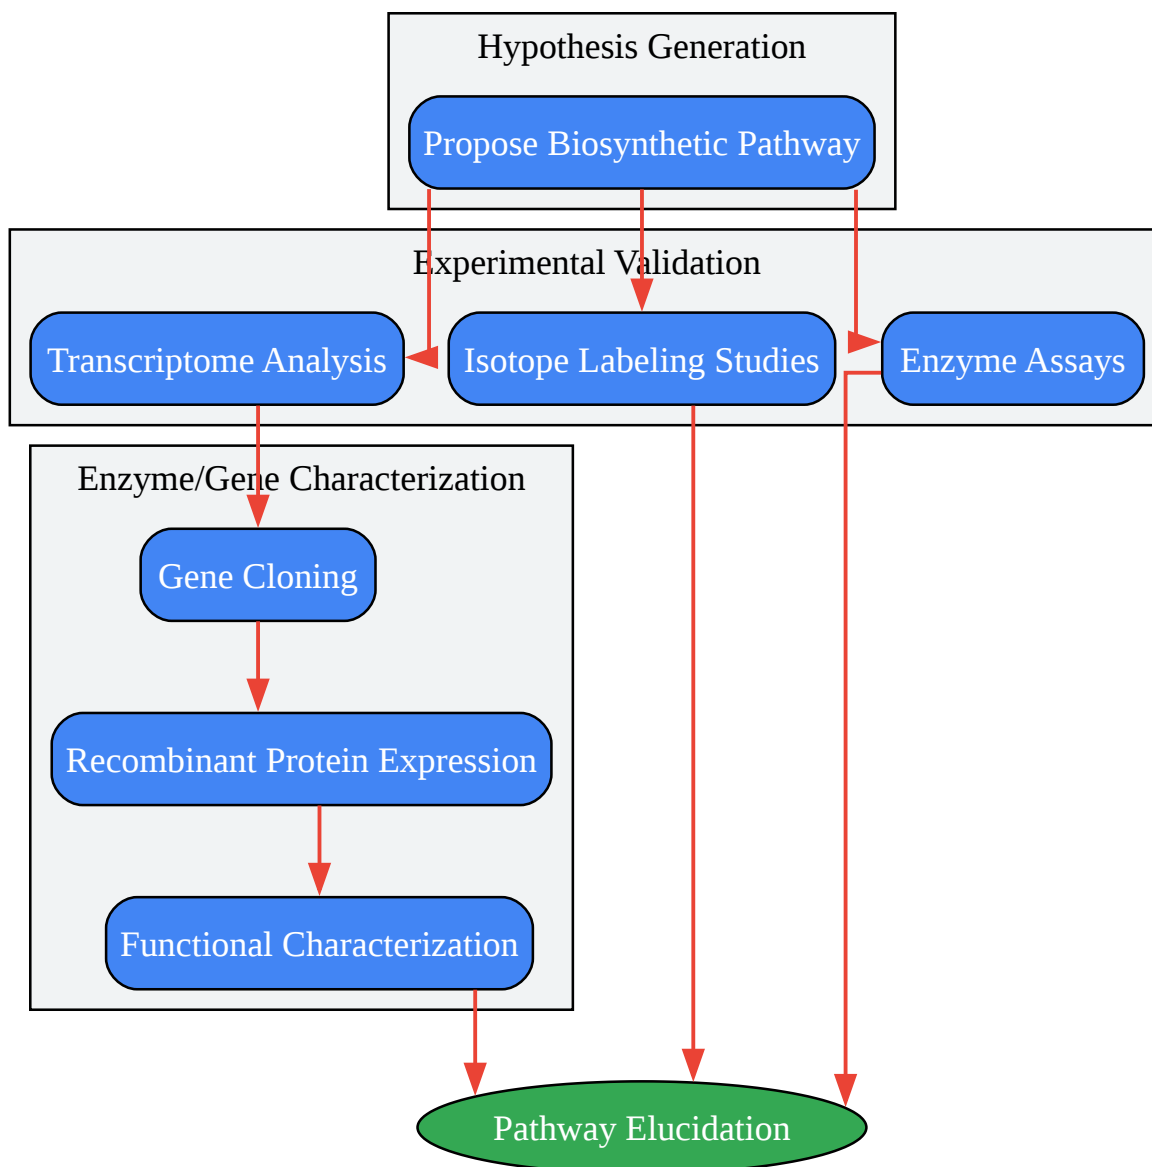 Hypothesis Generation
Propose Biosynthetic Pathway
Experimental Validation
Transcriptome Analysis
Isotope Labeling Studies
Enzyme Assays
Enzyme/Gene Characterization
Gene Cloning
Recombinant Protein Expression
Functional Characterization
Pathway Elucidation